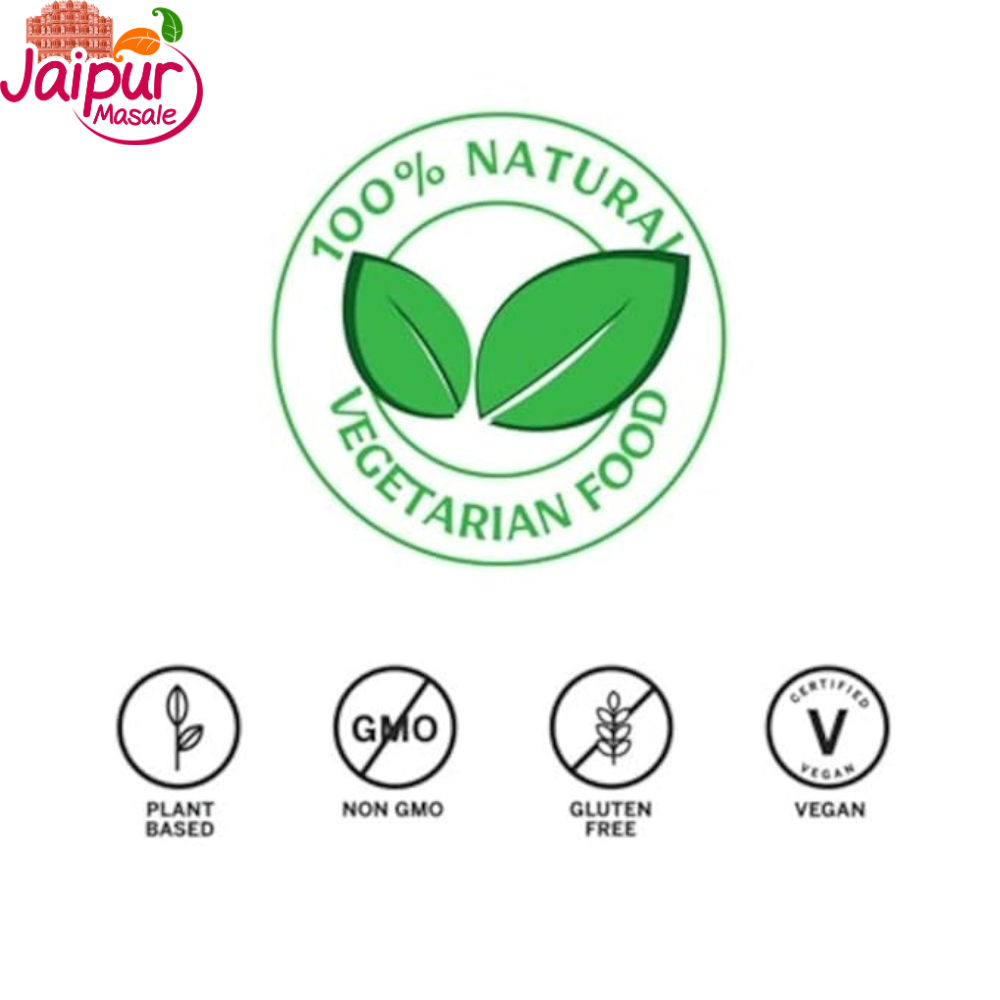 Jaipur
Masale
100% NATURAL
VEGETARIAN FOOD
GMO
CERTIFIED
V
VEGAN
PLANT
BASED
NON GMO
GLUTEN
FREE
VEGAN